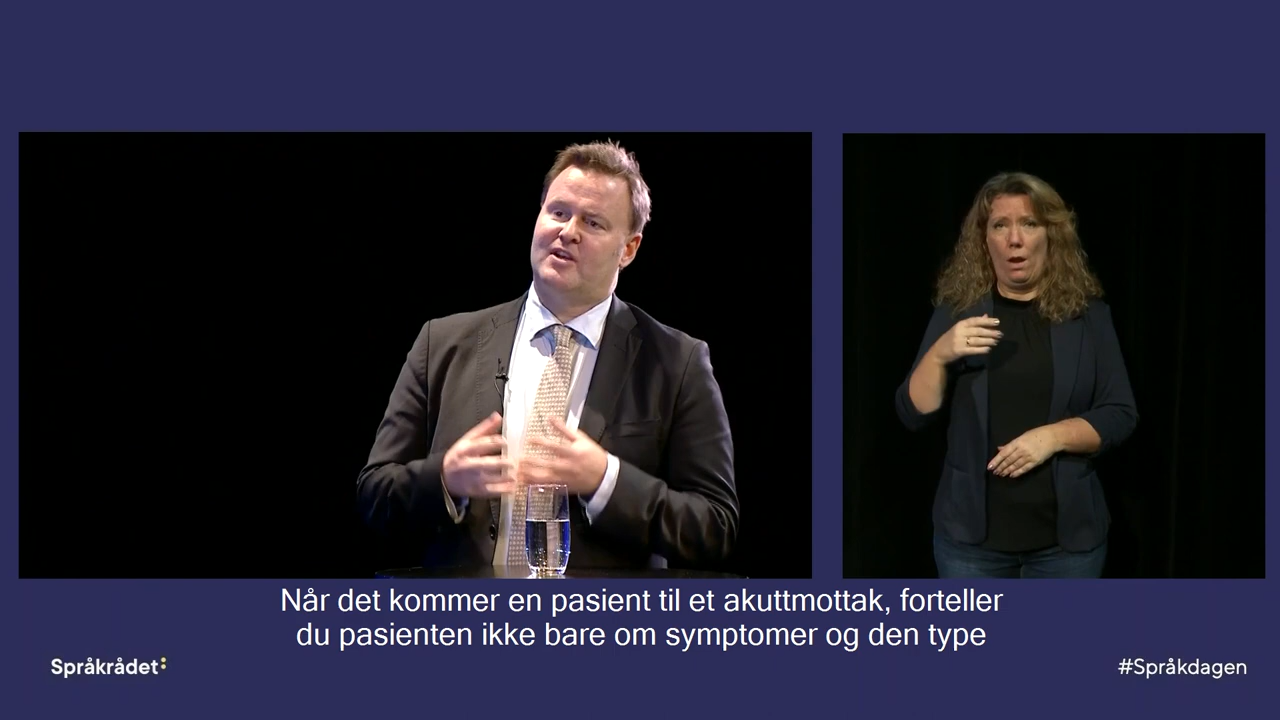 Når det kommer en pasient til et akuttmottak, forteller
du pasienten ikke bare om symptomer og den type
Språkrådet:
#Språkdagen